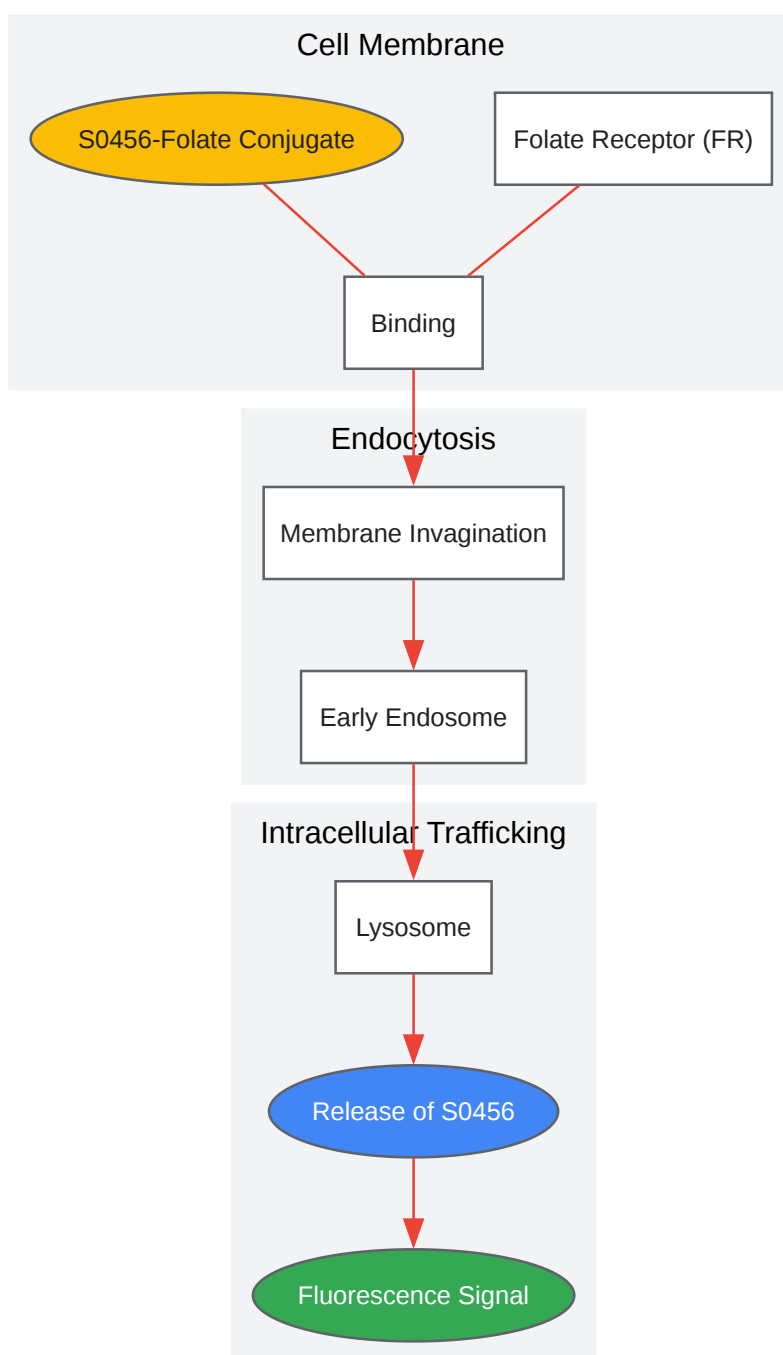 Cell Membrane
S0456-Folate Conjugate
Folate Receptor (FR)
Binding
Endocytosis
Membrane Invagination
Early Endosome
Intracellular Trafficking
Lysosome
Release of S0456
Fluorescence Signal